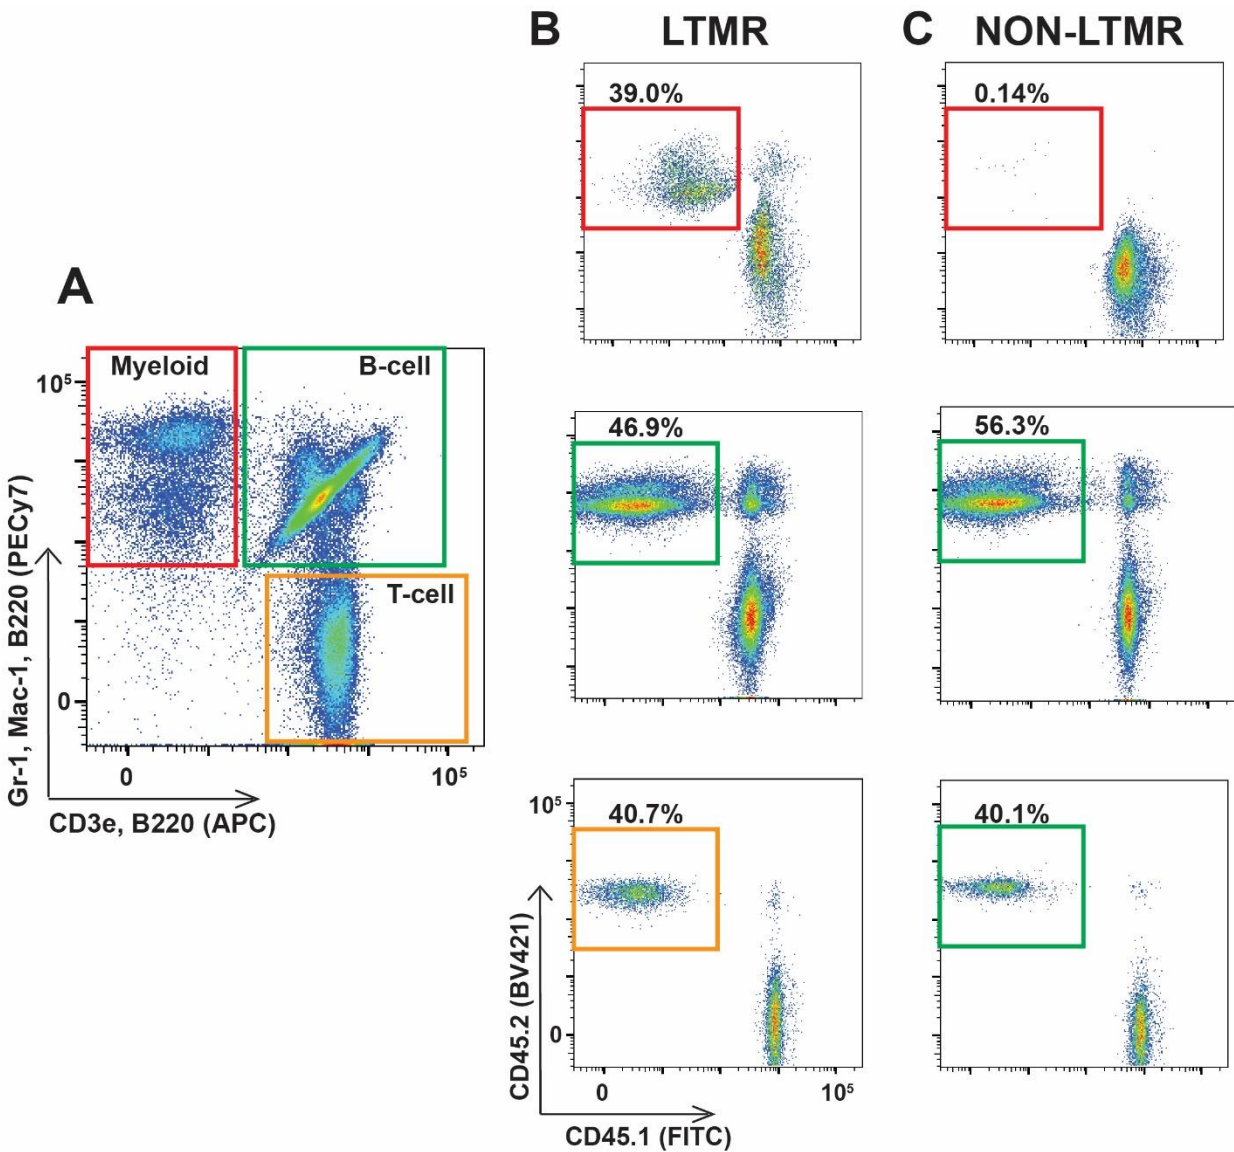 B LTMR
C NON-LTMR
39.0%
0.14%
A
Myeloid
B-cell
T-cell
10⁵
0
0
10⁵
Gr-1, Mac-1, B220 (PECy7)
CD3e, B220 (APC)
46.9%
56.3%
40.7%
40.1%
10⁵
0
0
10⁵
CD45.2 (BV421)
CD45.1 (FITC)